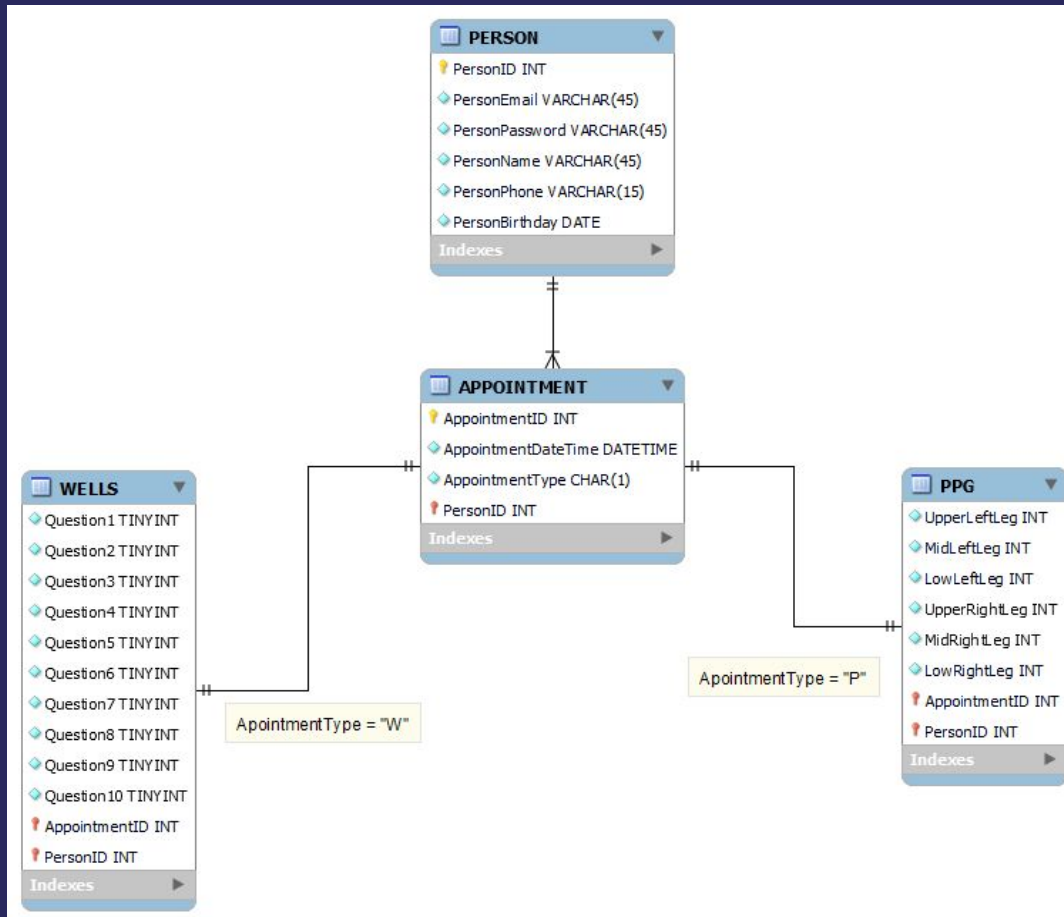 PERSON
PersonID INT
PersonEmail VARCHAR(45)
PersonPassword VARCHAR(45)
PersonName VARCHAR(45)
PersonPhone VARCHAR(15)
PersonBirthday DATE
Indexes
APPOINTMENT
AppointmentID INT
AppointmentDateTime DATETIME
AppointmentType CHAR(1)
PersonID INT
Indexes
WELLS
Question1 TINYINT
Question2 TINYINT
Question3 TINYINT
Question4 TINYINT
Question5 TINYINT
Question6 TINYINT
Question7 TINYINT
Question8 TINYINT
Question9 TINYINT
Question10 TINYINT
AppointmentID INT
PersonID INT
Indexes
ApointmentType = "W"
ApointmentType = "P"
PPG
UpperLeftLeg INT
MidLeftLeg INT
LowLeftLeg INT
UpperRightLeg INT
MidRightLeg INT
LowRightLeg INT
AppointmentID INT
PersonID INT
Indexes